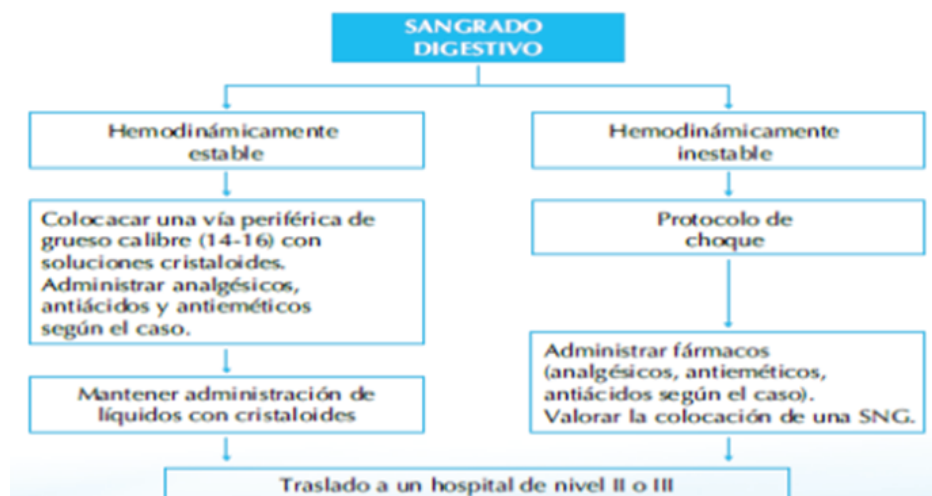 SANGRADO
DIGESTIVO
Hemodinámicamente
estable
Hemodinámicamente
inestable
Colocacar una vía periférica de
grueso calibre (14-16) con
soluciones cristaloides.
Administrar analgésicos,
antiácidos y antieméticos
según el caso.
Protocolo de
choque
Mantener administración de
líquidos con cristaloides
Administrar fármacos
(analgésicos, antieméticos,
antiácidos según el caso).
Valorar la colocación de una SNG.
Traslado a un hospital de nivel II o III